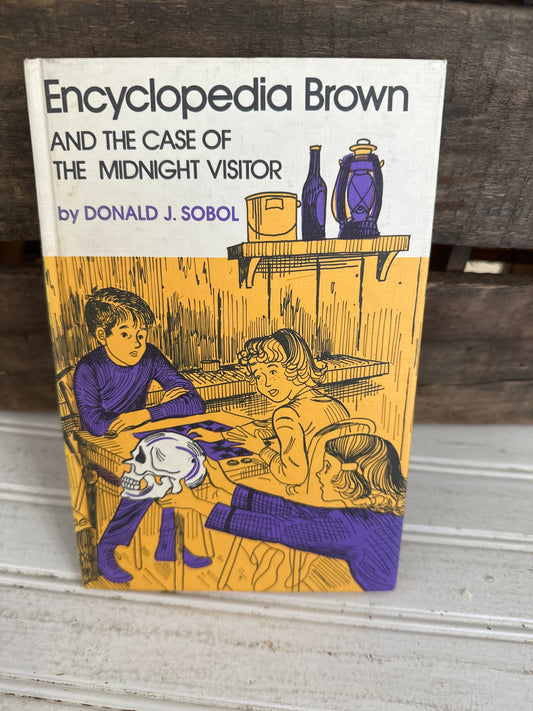 Encyclopedia Brown
AND THE CASE OF
THE MIDNIGHT VISITOR
by DONALD J. SOBOL